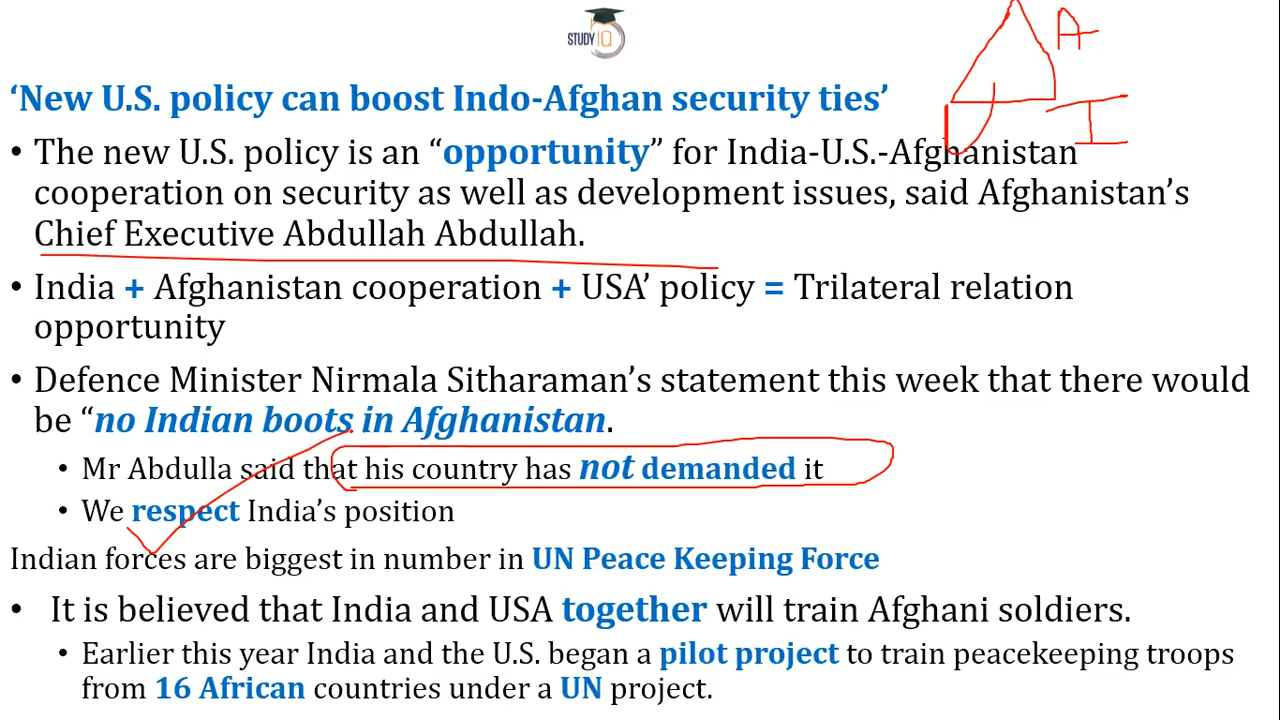 STUDY IQ
A
U
I
‘New U.S. policy can boost Indo-Afghan security ties’
• The new U.S. policy is an “opportunity” for India-U.S.-Afghanistan
cooperation on security as well as development issues, said Afghanistan’s
Chief Executive Abdullah Abdullah.
• India + Afghanistan cooperation + USA’ policy = Trilateral relation
opportunity
• Defence Minister Nirmala Sitharaman’s statement this week that there would
be “no Indian boots in Afghanistan.
• Mr Abdulla said that his country has not demanded it
• We respect India’s position
Indian forces are biggest in number in UN Peace Keeping Force
• It is believed that India and USA together will train Afghani soldiers.
• Earlier this year India and the U.S. began a pilot project to train peacekeeping troops
from 16 African countries under a UN project.